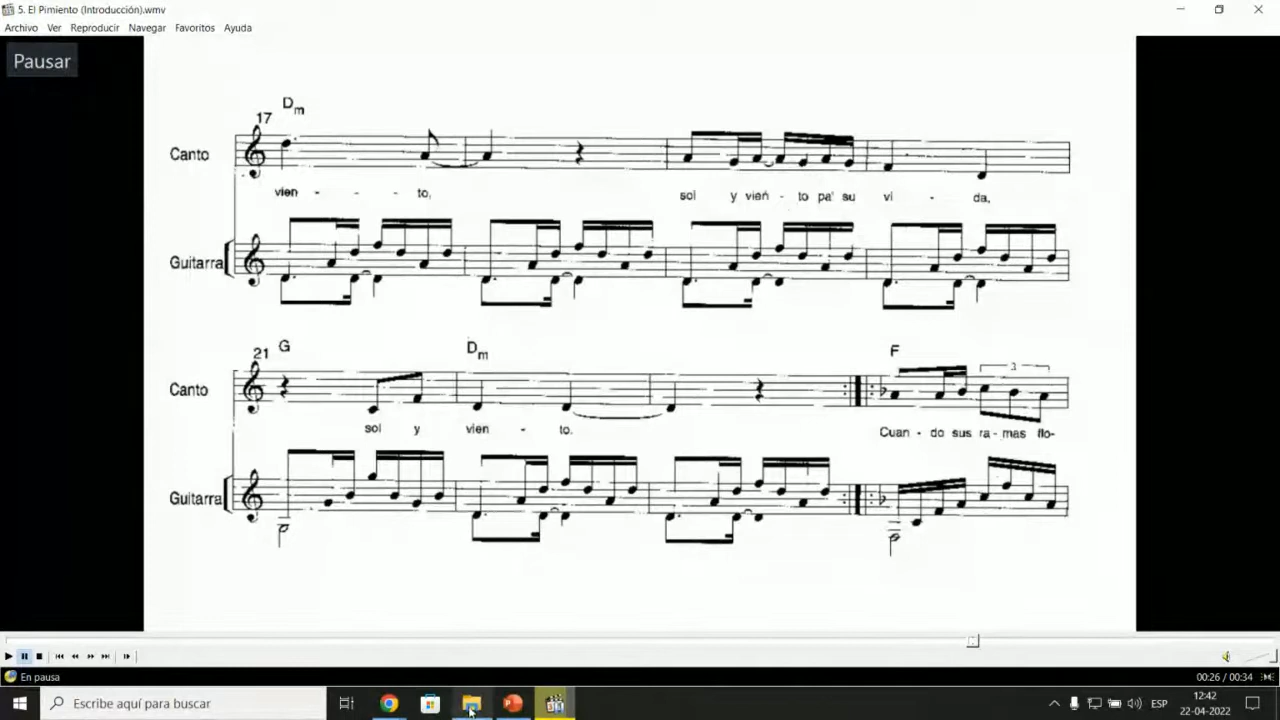 5. El Pimiento (Introducción).wmv
Archivo Ver Reproducir Navegar Favoritos Ayuda
Pausar
17 Dm
Canto
vien - - - to, sol y vien - to pa' su vi - da,
Guitarra
21 G Dm F
3
Canto
sol y vien - to. Cuan - do sus ra - mas flo-
Guitarra
En pausa 00:26 / 00:34
Escribe aquí para buscar ESP 12:42
22-04-2022